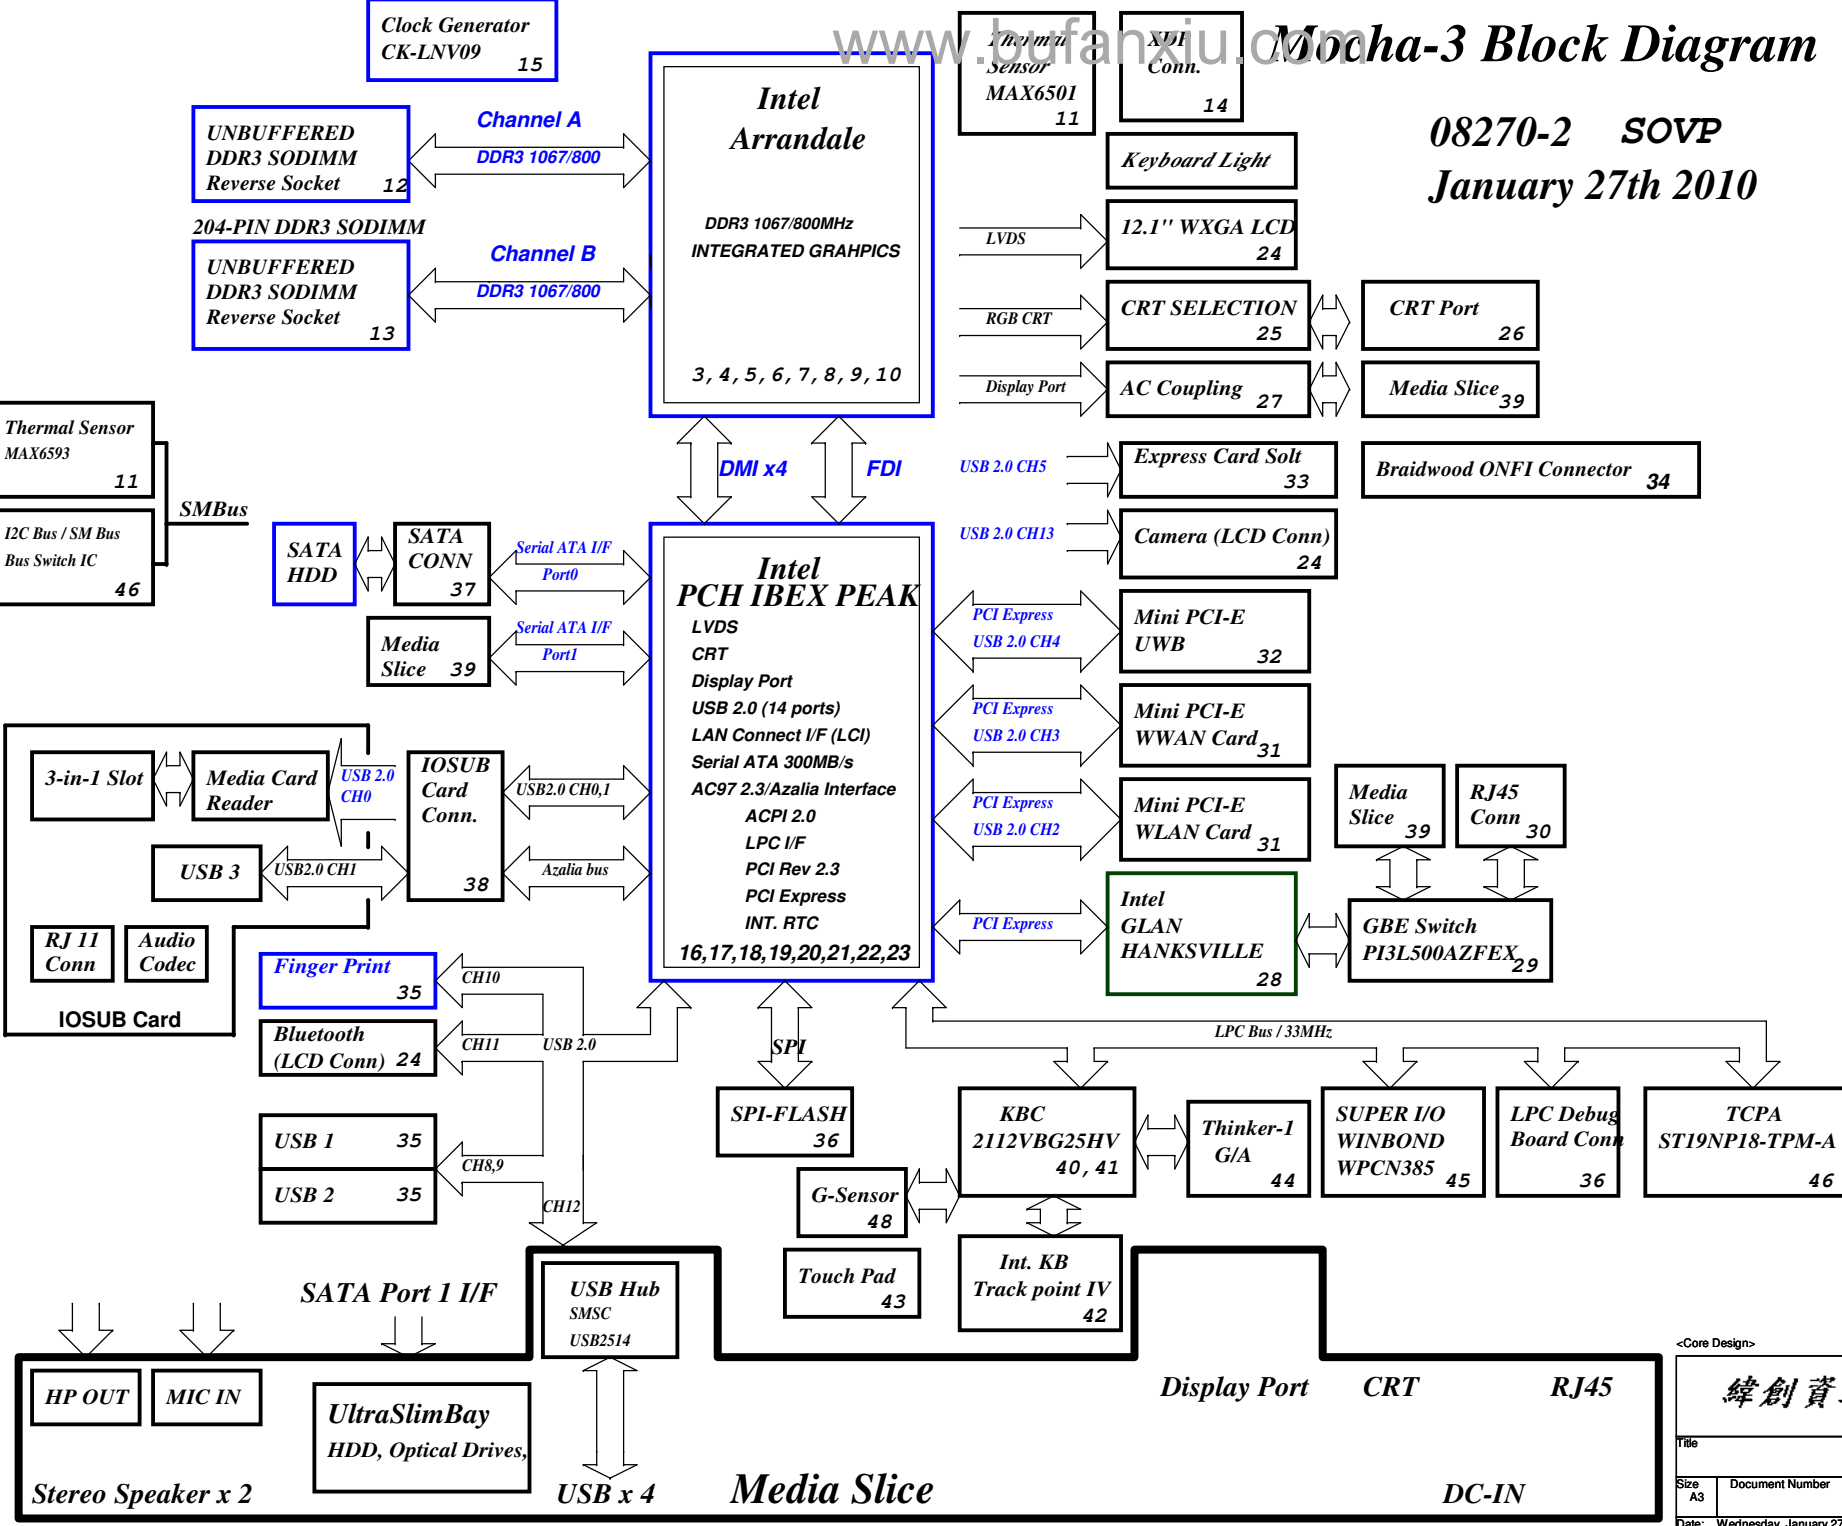 www.bufanxiu.com
Mocha-3 Block Diagram
08270-2 SOVP
January 27th 2010
Clock Generator
CK-LNV09
15
Thermal
Sensor
MAX6501
11
XDP
Conn.
14
Intel
Arrandale
DDR3 1067/800MHz
INTEGRATED GRAHPICS
3,4,5,6,7,8,9,10
UNBUFFERED
DDR3 SODIMM
Reverse Socket
12
Channel A
DDR3 1067/800
204-PIN DDR3 SODIMM
UNBUFFERED
DDR3 SODIMM
Reverse Socket
13
Channel B
DDR3 1067/800
Keyboard Light
LVDS
12.1" WXGA LCD
24
RGB CRT
CRT SELECTION
25
CRT Port
26
Display Port
AC Coupling
27
Media Slice
39
Thermal Sensor
MAX6593
11
I2C Bus / SM Bus
Bus Switch IC
46
SMBus
DMI x4
FDI
USB 2.0 CH5
Express Card Solt
33
Braidwood ONFI Connector 34
USB 2.0 CH13
Camera (LCD Conn)
24
SATA
HDD
SATA
CONN
37
Serial ATA I/F
Port0
Media
Slice 39
Serial ATA I/F
Port1
Intel
PCH IBEX PEAK
LVDS
CRT
Display Port
USB 2.0 (14 ports)
LAN Connect I/F (LCI)
Serial ATA 300MB/s
AC97 2.3/Azalia Interface
ACPI 2.0
LPC I/F
PCI Rev 2.3
PCI Express
INT. RTC
16,17,18,19,20,21,22,23
PCI Express
USB 2.0 CH4
Mini PCI-E
UWB
32
PCI Express
USB 2.0 CH3
Mini PCI-E
WWAN Card
31
PCI Express
USB 2.0 CH2
Mini PCI-E
WLAN Card
31
Media
Slice
39
RJ45
Conn
30
PCI Express
Intel
GLAN
HANKSVILLE
28
GBE Switch
PI3L500AZFEX
29
3-in-1 Slot
Media Card
Reader
USB 2.0
CH0
IOSUB
Card
Conn.
38
USB2.0 CH0,1
USB 3
USB2.0 CH1
Azalia bus
RJ 11
Conn
Audio
Codec
IOSUB Card
Finger Print
35
CH10
Bluetooth
(LCD Conn) 24
CH11
USB 2.0
USB 1 35
USB 2 35
CH8,9
CH12
SPI
SPI-FLASH
36
LPC Bus / 33MHz
KBC
2112VBG25HV
40,41
Thinker-1
G/A
44
SUPER I/O
WINBOND
WPCN385
45
LPC Debug
Board Conn
36
TCPA
ST19NP18-TPM-A
46
G-Sensor
48
Touch Pad
43
Int. KB
Track point IV
42
SATA Port 1 I/F
USB Hub
SMSC
USB2514
HP OUT
MIC IN
UltraSlimBay
HDD, Optical Drives,
Display Port
CRT
RJ45
Stereo Speaker x 2
USB x 4
Media Slice
DC-IN
<Core Design>
緯創資
Title
Size
A3
Document Number
Date: Wednesday, January 27